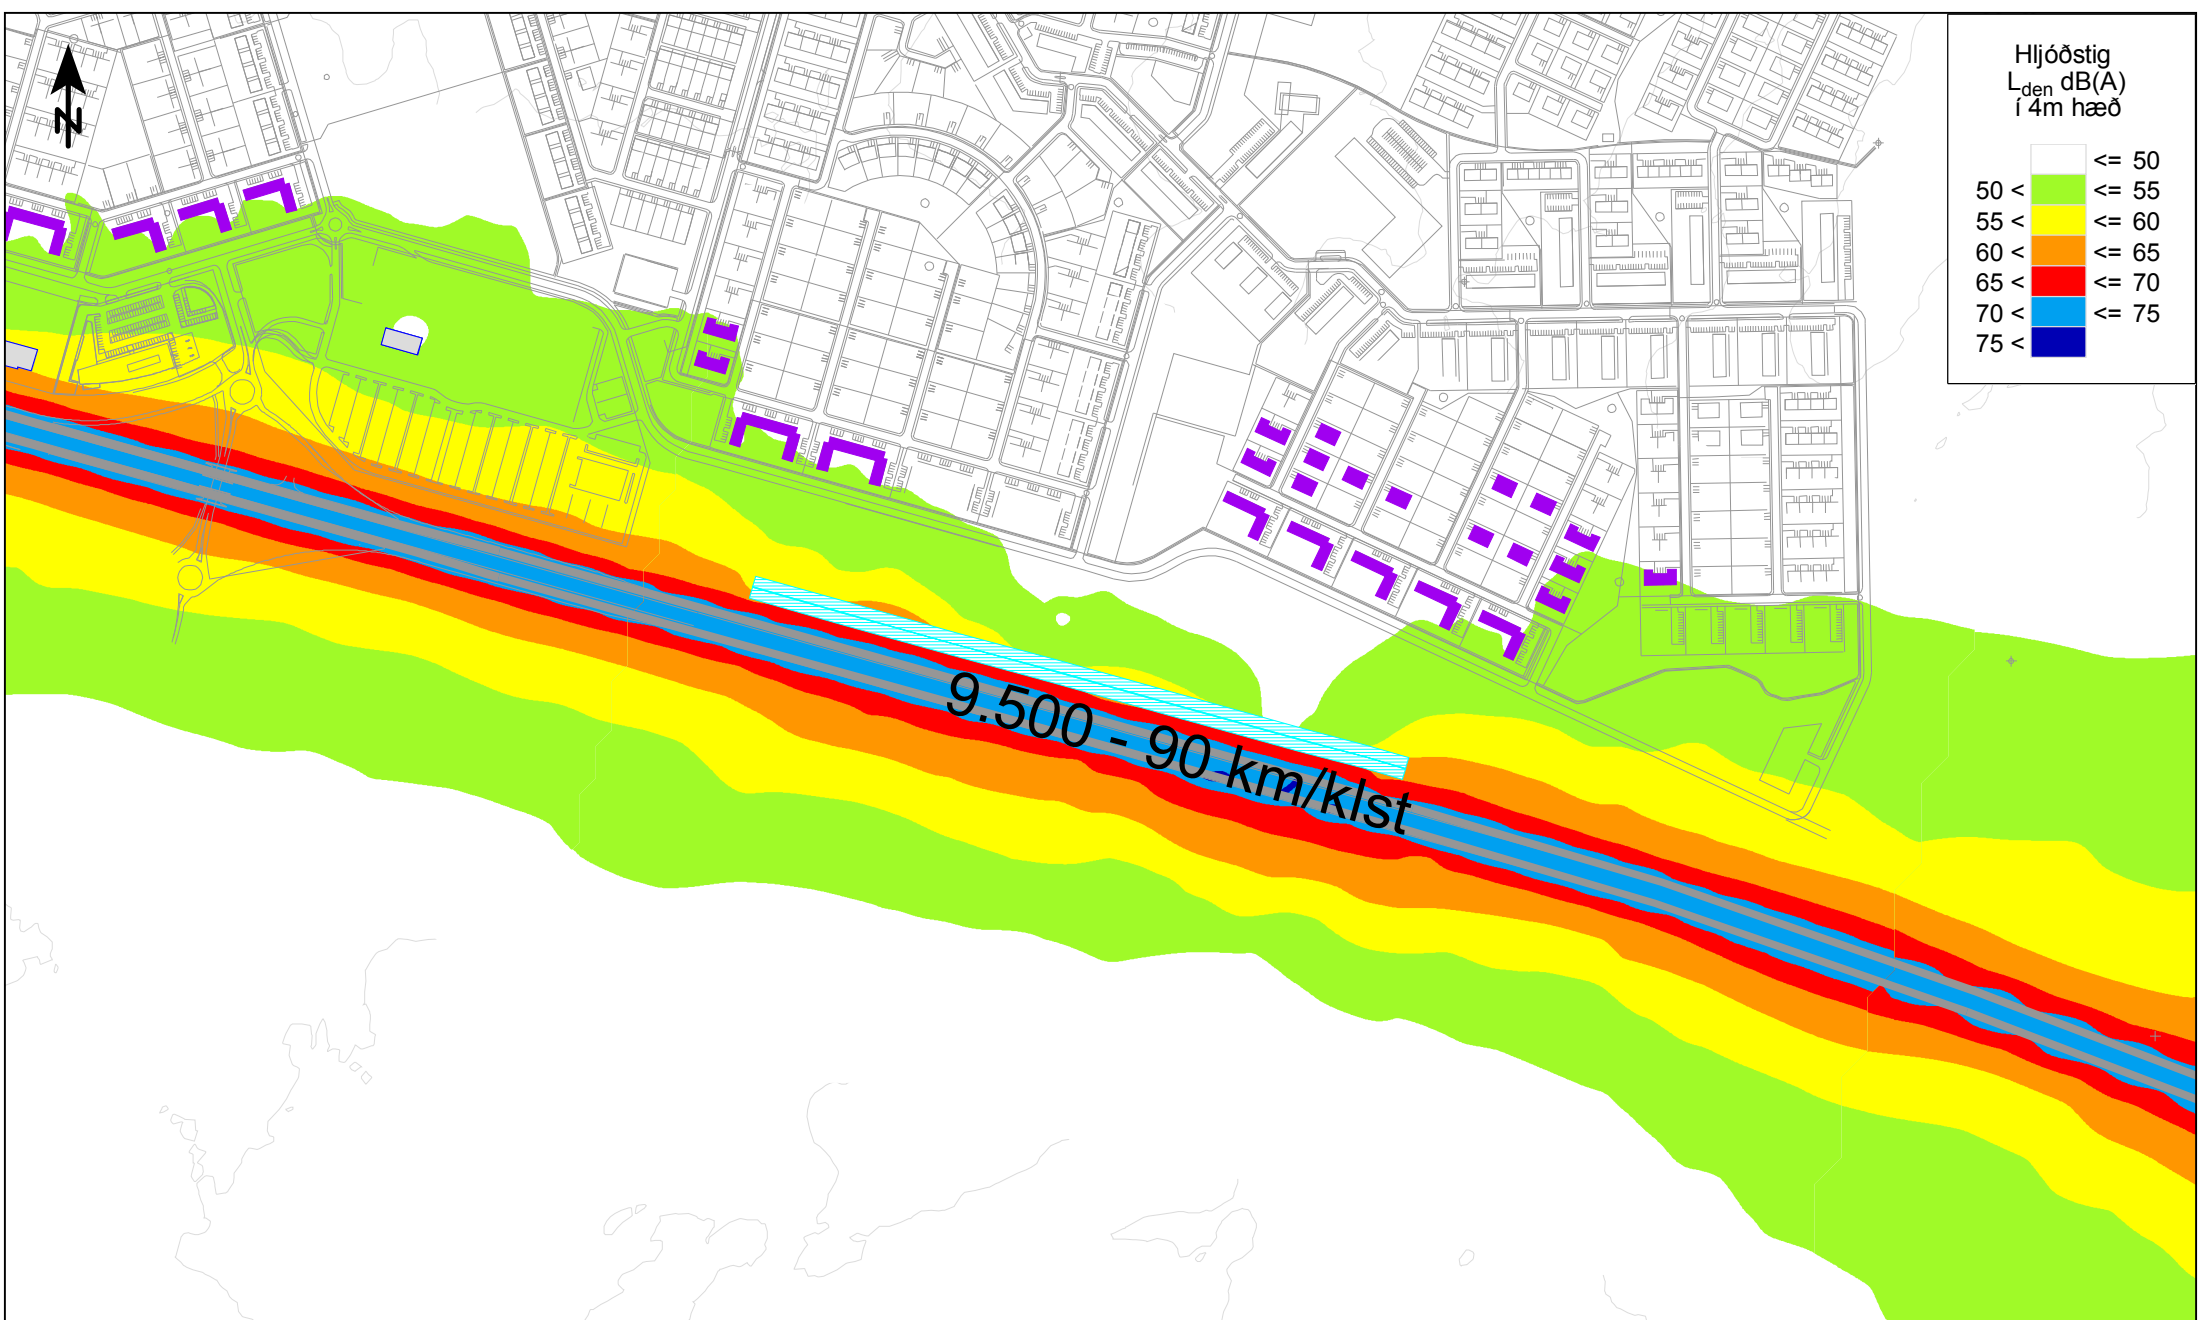 N
Hljóðstig
Lden dB(A)
í 4m hæð
<= 50
50 < <= 55
55 < <= 60
60 < <= 65
65 < <= 70
70 < <= 75
75 <
9.500 - 90 km/klst